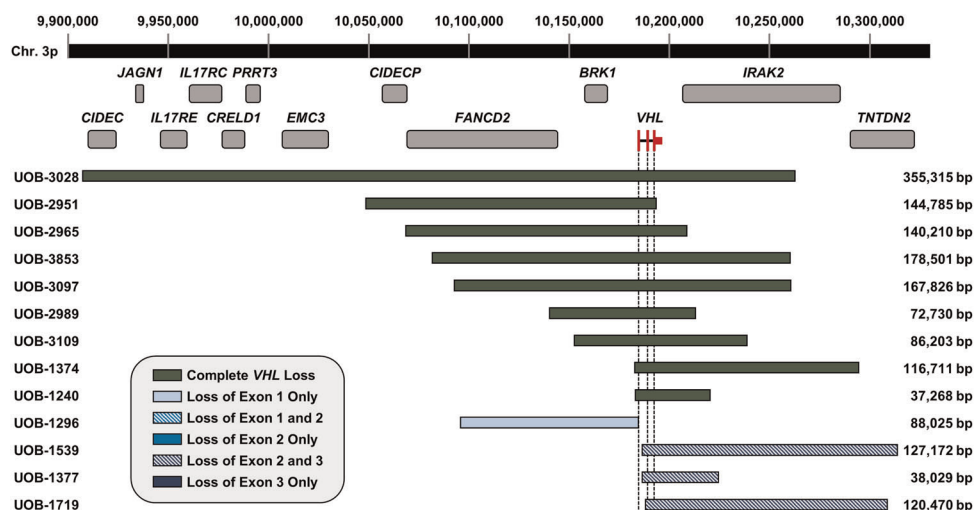 9,900,000 9,950,000 10,000,000 10,050,000 10,100,000 10,150,000 10,200,000 10,250,000 10,300,000
Chr. 3p
JAGN1 IL17RC PRRT3 CIDECP BRK1 IRAK2
CIDEC IL17RE CRELD1 EMC3 FANCD2 VHL TNTDN2
UOB-3028 355,315 bp
UOB-2951 144,785 bp
UOB-2965 140,210 bp
UOB-3853 178,501 bp
UOB-3097 167,826 bp
UOB-2989 72,730 bp
UOB-3109 86,203 bp
UOB-1374 116,711 bp
UOB-1240 37,268 bp
UOB-1296 88,025 bp
UOB-1539 127,172 bp
UOB-1377 38,029 bp
UOB-1719 120,470 bp
Complete VHL Loss
Loss of Exon 1 Only
Loss of Exon 1 and 2
Loss of Exon 2 Only
Loss of Exon 2 and 3
Loss of Exon 3 Only